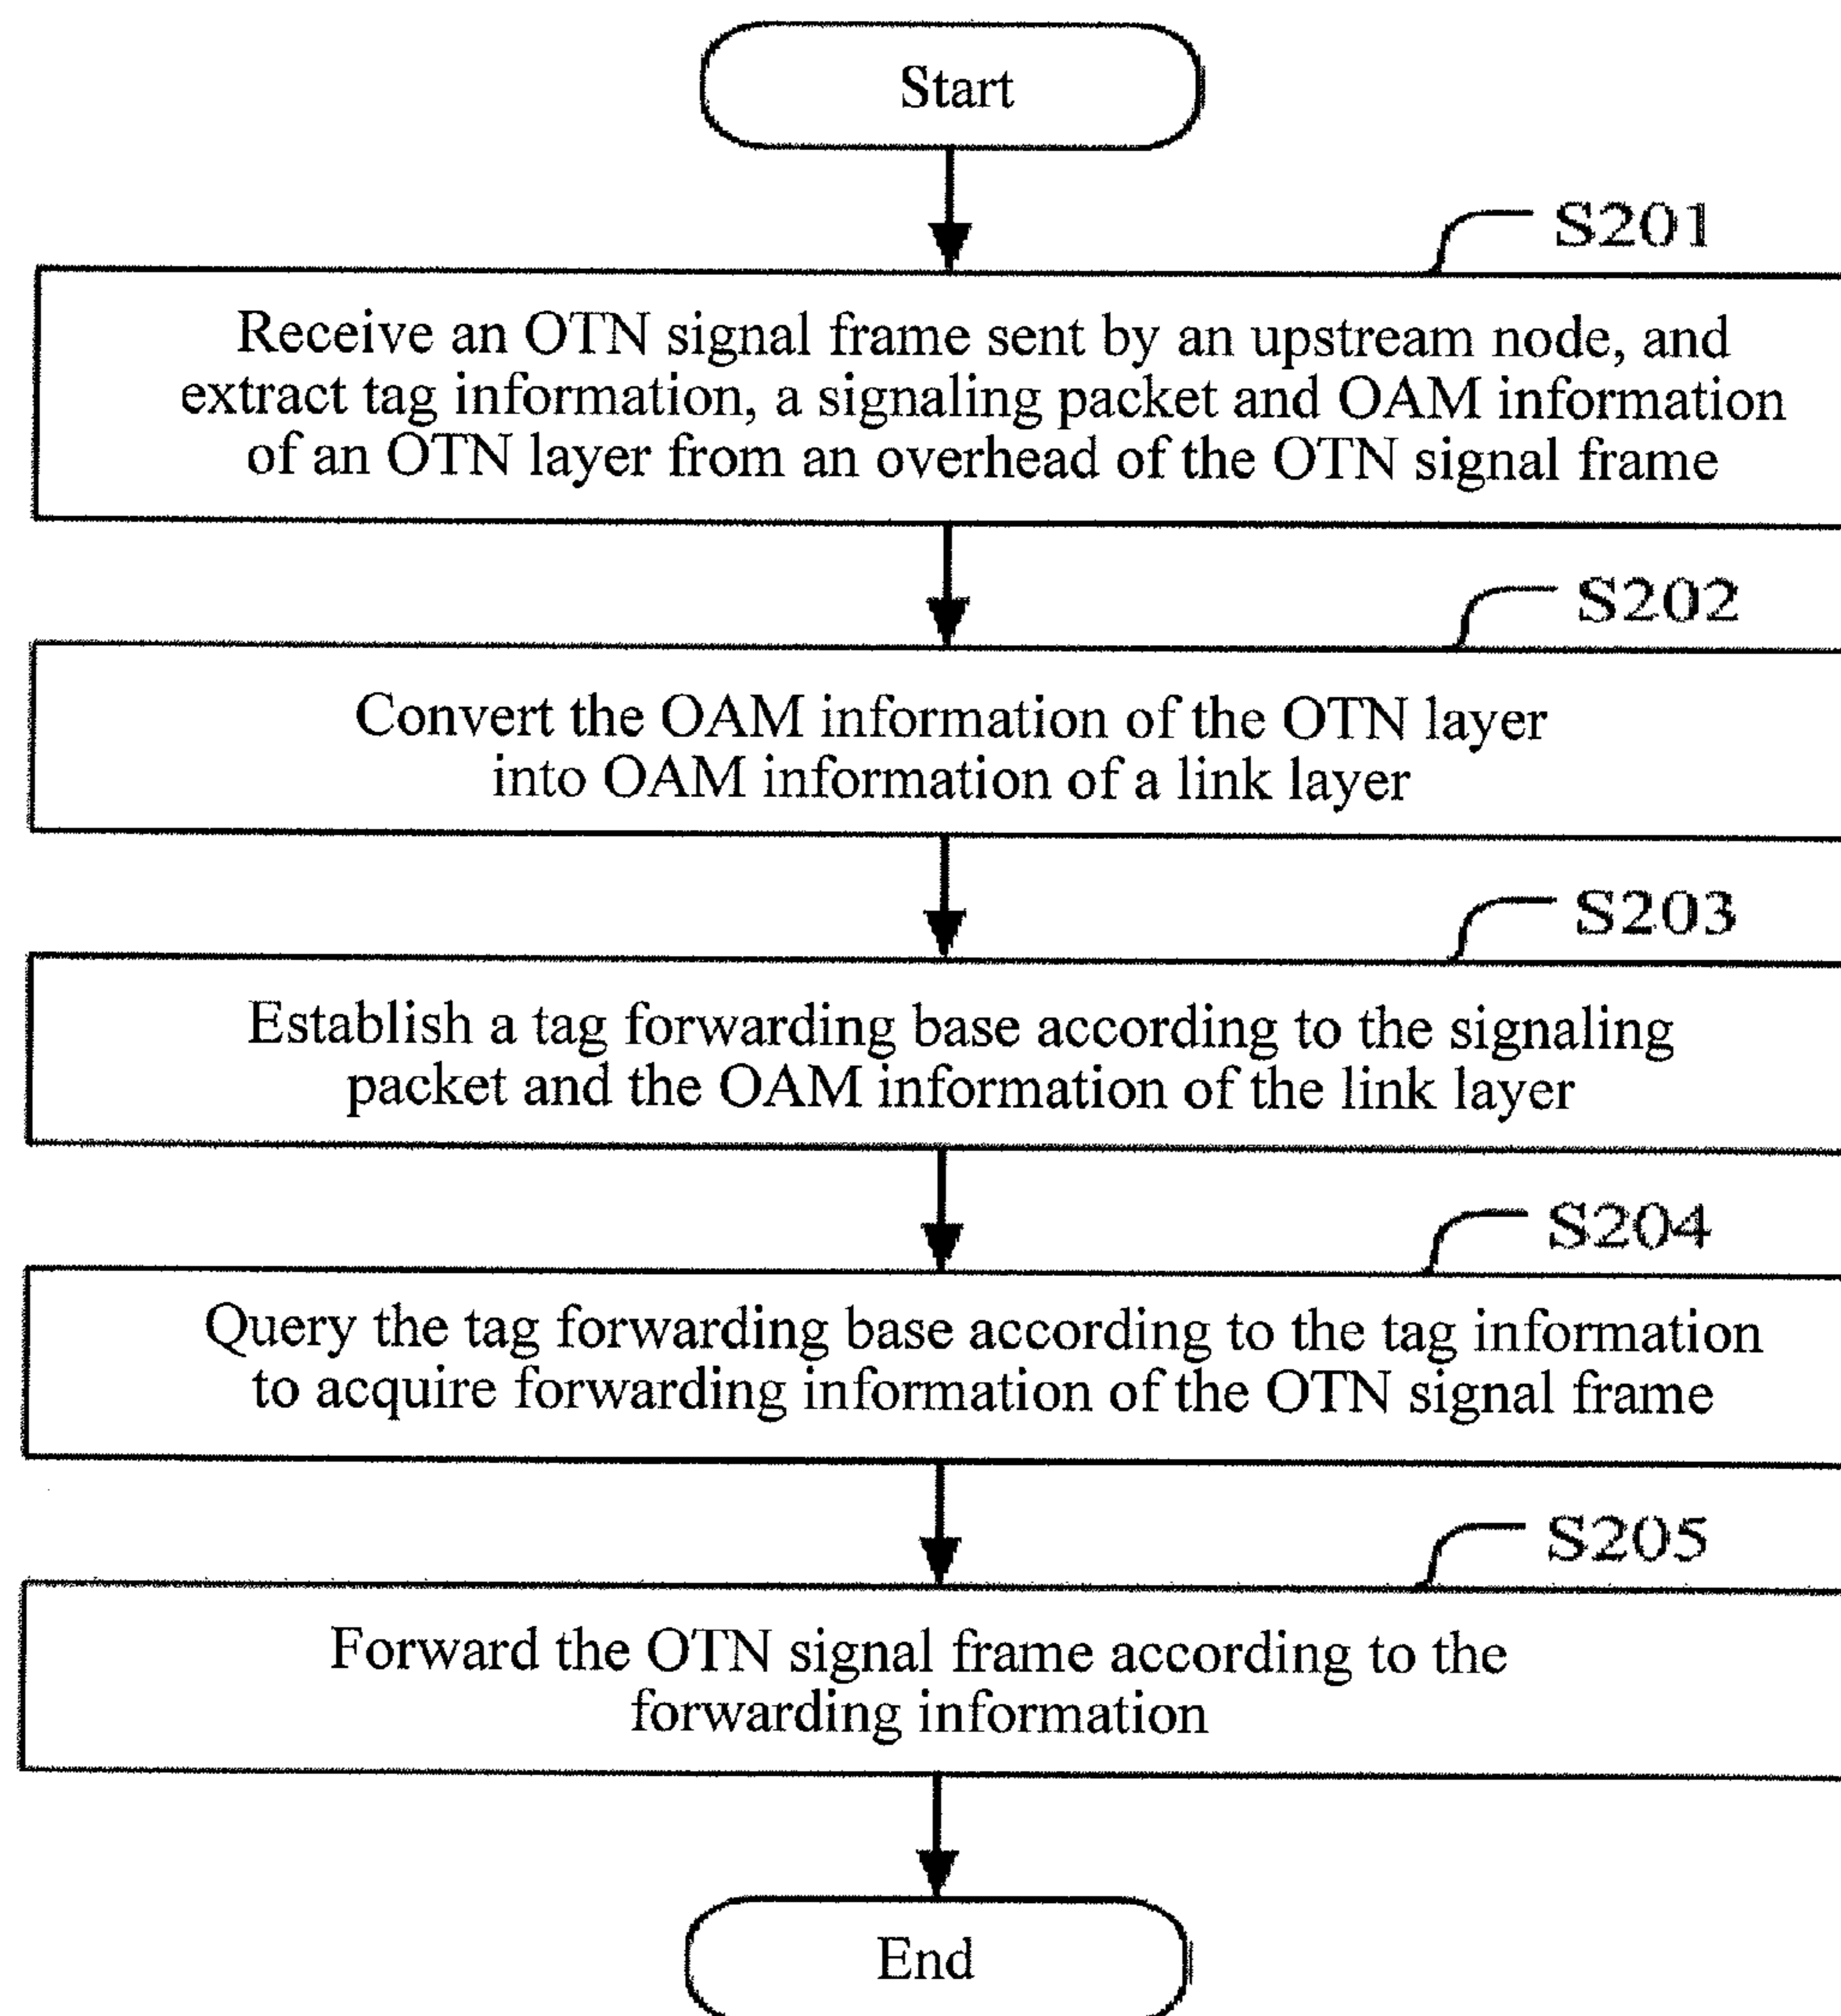 Start
S201
Receive an OTN signal frame sent by an upstream node, and
extract tag information, a signaling packet and OAM information
of an OTN layer from an overhead of the OTN signal frame
S202
Convert the OAM information of the OTN layer
into OAM information of a link layer
S203
Establish a tag forwarding base according to the signaling
packet and the OAM information of the link layer
S204
Query the tag forwarding base according to the tag information
to acquire forwarding information of the OTN signal frame
S205
Forward the OTN signal frame according to the
forwarding information
End